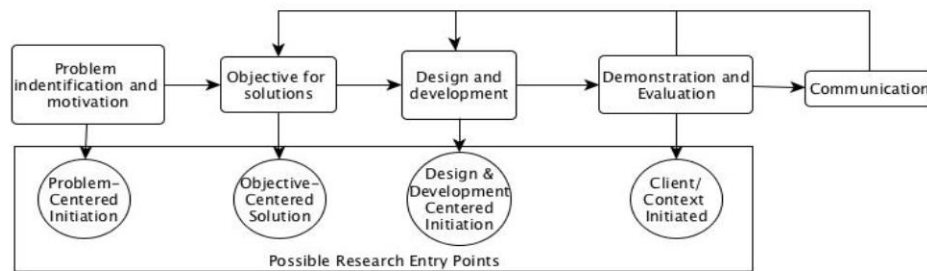 Problem
indentification and
motivation
Objective for
solutions
Design and
development
Demonstration and
Evaluation
Communication
Problem-
Centered
Initiation
Objective-
Centered
Solution
Design &
Development
Centered
Initiation
Client/
Context
Initiated
Possible Research Entry Points